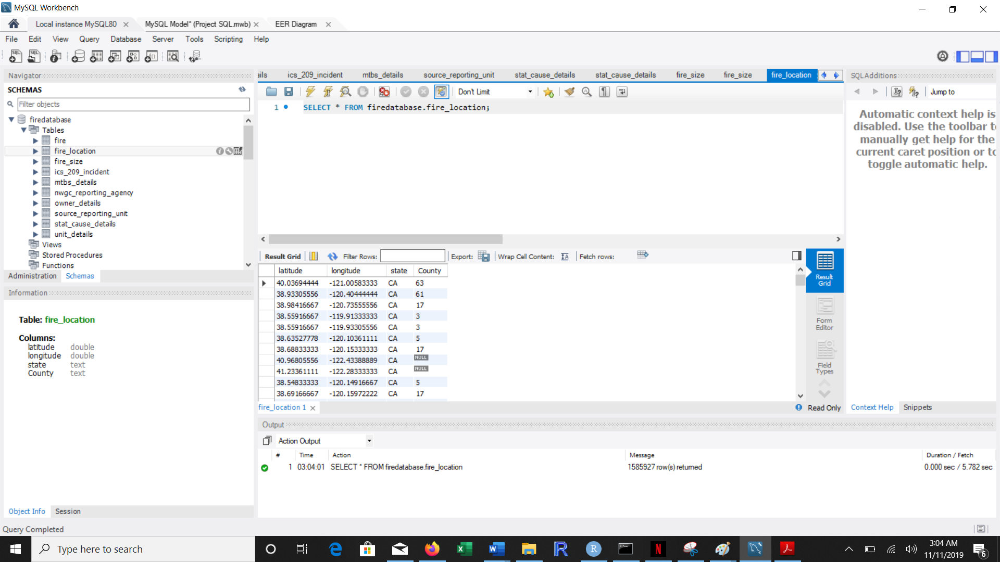 MySQL Workbench
Local instance MySQL80
MySQL Model* (Project SQL.mwb)
EER Diagram
File Edit View Query Database Server Tools Scripting Help
Navigator
SCHEMAS
Filter objects
firedatabase
Tables
fire
fire_location
fire_size
ics_209_incident
mtbs_details
nwgc_reporting_agency
owner_details
source_reporting_unit
stat_cause_details
unit_details
Views
Stored Procedures
Functions
Administration Schemas
Information
Table: fire_location
Columns:
latitude double
longitude double
state text
County text
Object Info Session
ails ics_209_incident mtbs_details source_reporting_unit stat_cause_details stat_cause_details fire_size fire_size fire_location
Don't Limit
1 SELECT * FROM firedatabase.fire_location;
Result Grid Filter Rows: Export: Wrap Cell Content: Fetch rows:
latitude longitude state County
40.03694444 -121.00583333 CA 63
38.93305556 -120.40444444 CA 61
38.98416667 -120.73555556 CA 17
38.55916667 -119.91333333 CA 3
38.55916667 -119.93305556 CA 3
38.63527778 -120.10361111 CA 5
38.68833333 -120.15333333 CA 17
40.96805556 -122.43388889 CA NULL
41.23361111 -122.28333333 CA NULL
38.54833333 -120.14916667 CA 5
38.69166667 -120.15972222 CA 17
Result
Grid
Form
Editor
Field
Types
fire_location 1
Read Only
SQLAdditions
Jump to
Automatic context help is
disabled. Use the toolbar to
manually get help for the
current caret position or to
toggle automatic help.
Context Help Snippets
Output
Action Output
# Time Action Message Duration / Fetch
1 03:04:01 SELECT * FROM firedatabase.fire_location 1585927 row(s) returned 0.000 sec / 5.782 sec
Query Completed
Type here to search
3:04 AM
11/11/2019
6